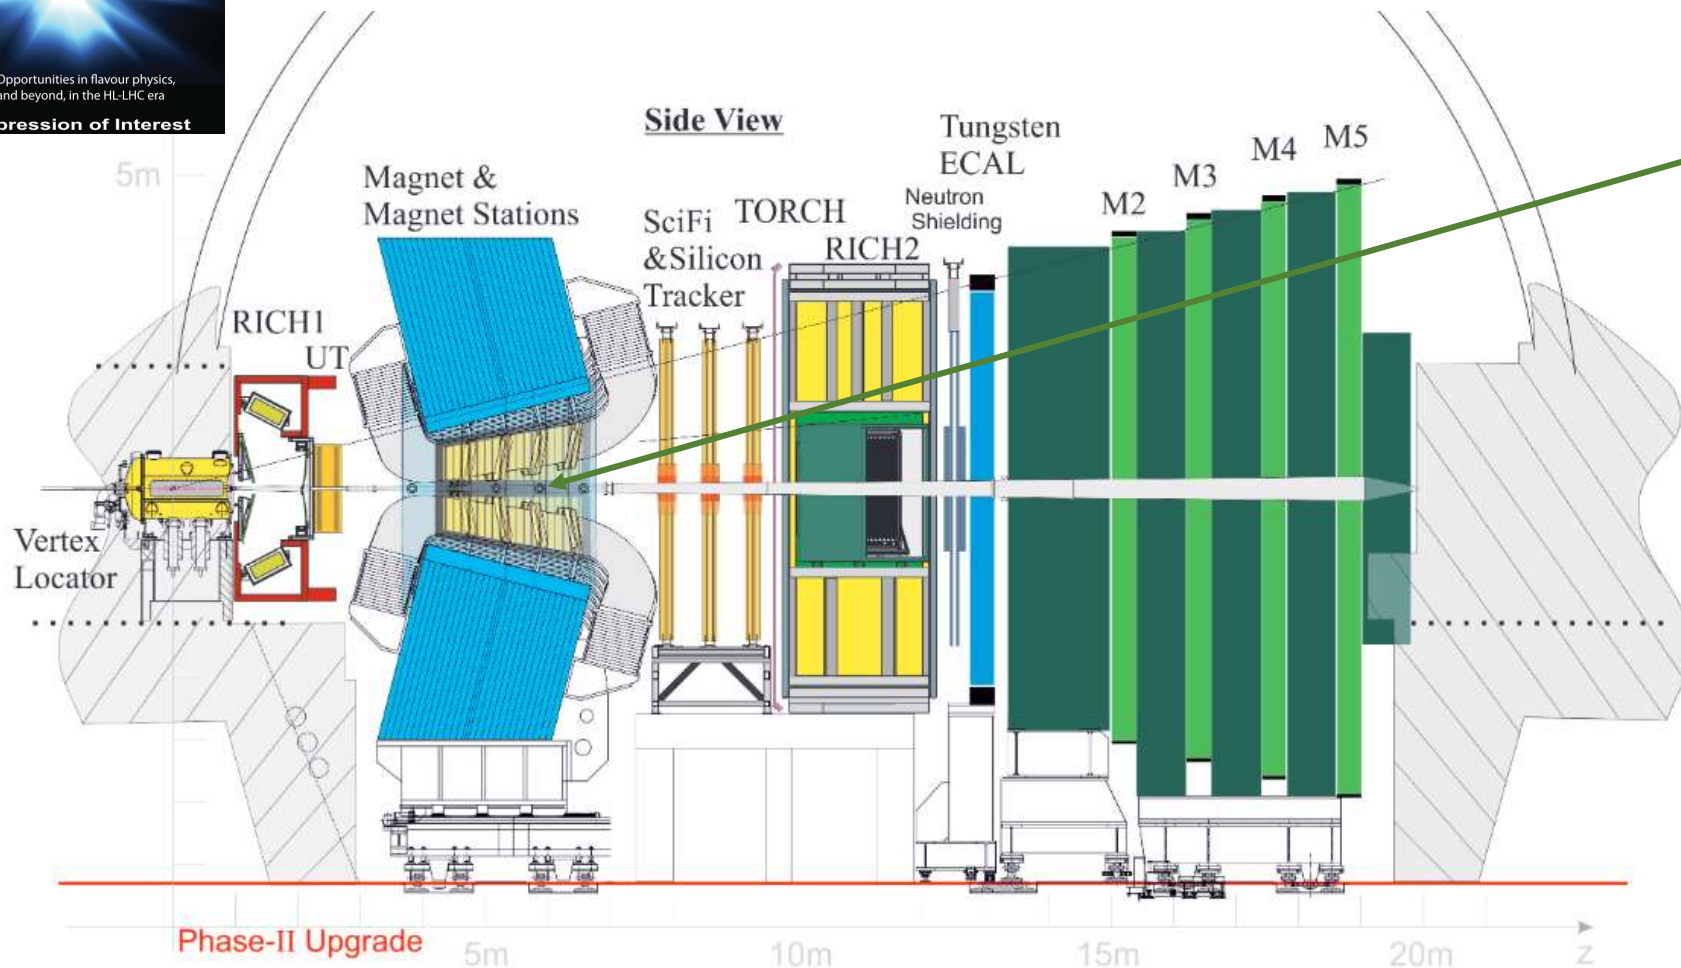 Opportunities in flavour physics,
and beyond, in the HL-LHC era
pression of Interest
Side View
5m
Magnet &
Magnet Stations
SciFi
&Silicon
Tracker
TORCH
RICH2
Tungsten
ECAL
Neutron
Shielding
M2
M3
M4
M5
RICH1
UT
Vertex
Locator
Phase-II Upgrade
5m
10m
15m
20m
z